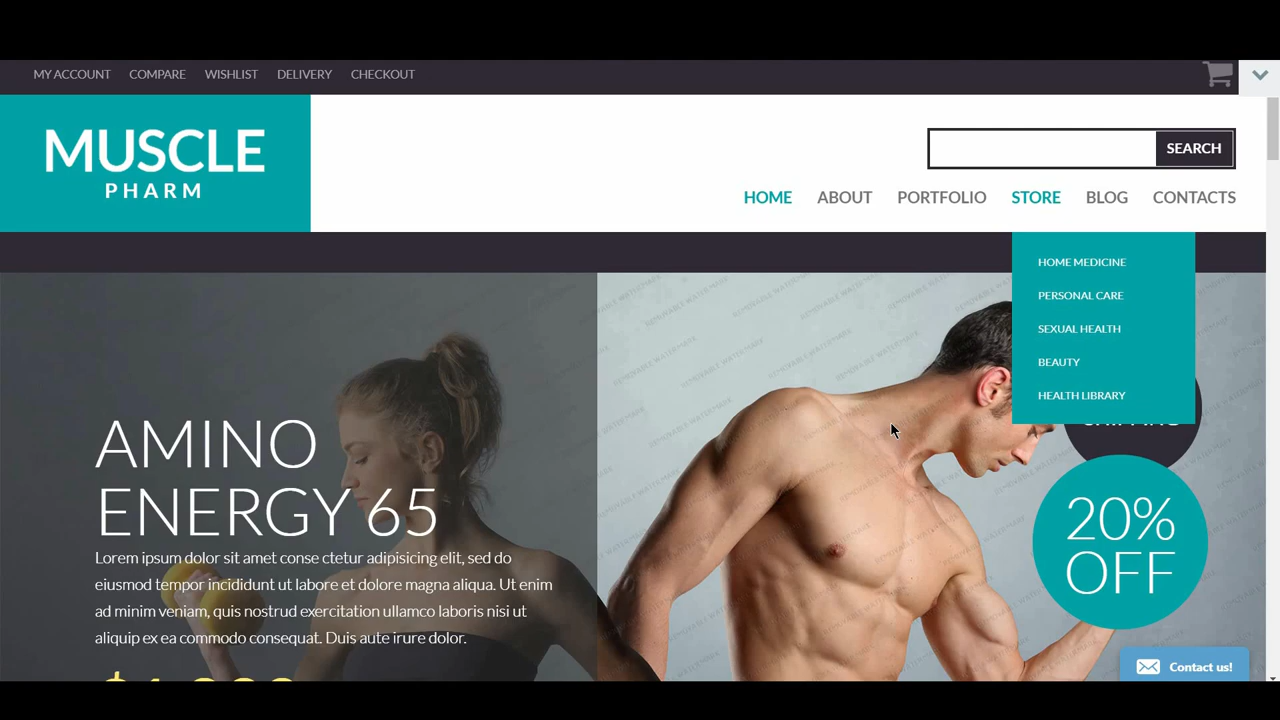 MY ACCOUNT COMPARE WISHLIST DELIVERY CHECKOUT
MUSCLE
PHARM
SEARCH
HOME ABOUT PORTFOLIO STORE BLOG CONTACTS
HOME MEDICINE
PERSONAL CARE
SEXUAL HEALTH
BEAUTY
HEALTH LIBRARY
AMINO
ENERGY 65
Lorem ipsum dolor sit amet conse ctetur adipisicing elit, sed do
eiusmod tempor incididunt ut labore et dolore magna aliqua. Ut enim
ad minim veniam, quis nostrud exercitation ullamco laboris nisi ut
aliquip ex ea commodo consequat. Duis aute irure dolor.
20%
OFF
REMOVABLE WATERMARK
Contact us!